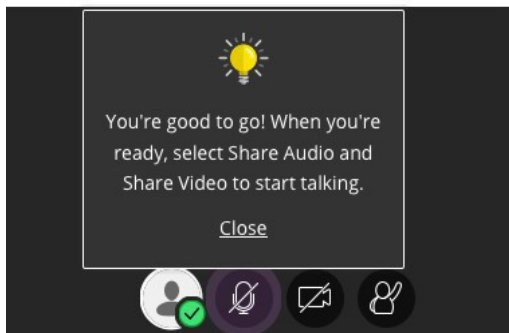 You're good to go! When you're
ready, select Share Audio and
Share Video to start talking.
Close